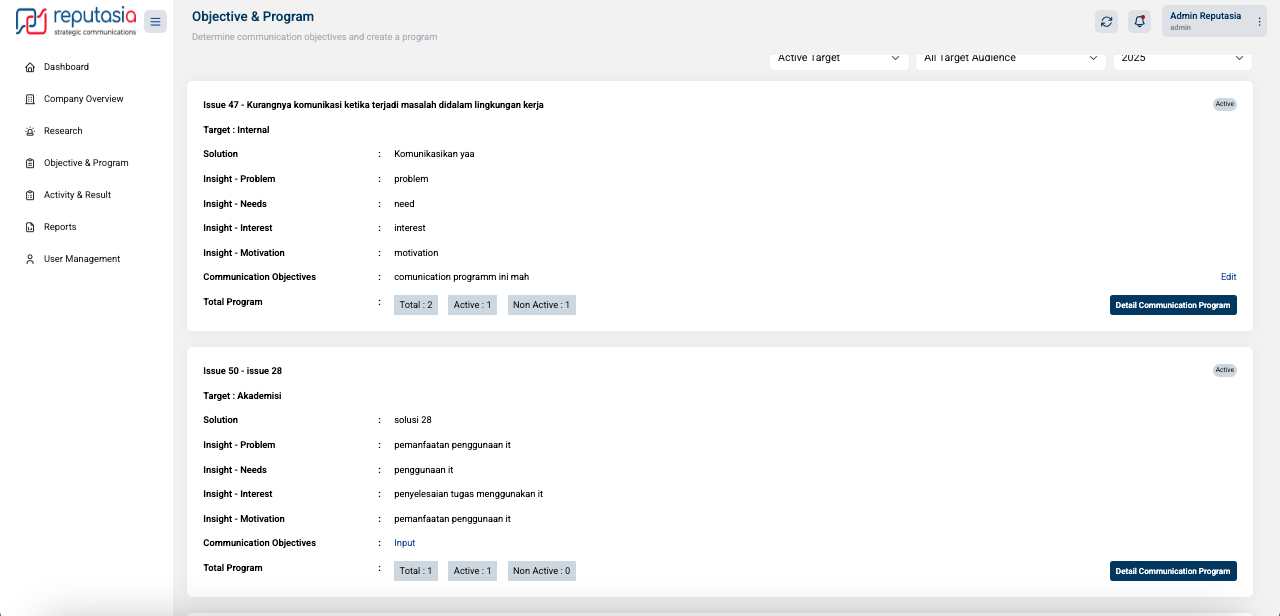 reputasia
strategic communications
Objective & Program
Determine communication objectives and create a program
Admin Reputasia
admin
Dashboard
Company Overview
Research
Objective & Program
Activity & Result
Reports
User Management
Active Target
All Target Audience
2025
Issue 47 - Kurangnya komunikasi ketika terjadi masalah didalam lingkungan kerja
Active
Target : Internal
Solution : Komunikasikan yaa
Insight - Problem : problem
Insight - Needs : need
Insight - Interest : interest
Insight - Motivation : motivation
Communication Objectives : comunication programm ini mah
Edit
Total Program : Total : 2 Active : 1 Non Active : 1
Detail Communication Program
Issue 50 - issue 28
Active
Target : Akademisi
Solution : solusi 28
Insight - Problem : pemanfaatan penggunaan it
Insight - Needs : penggunaan it
Insight - Interest : penyelesaian tugas menggunakan it
Insight - Motivation : pemanfaatan penggunaan it
Communication Objectives : Input
Total Program : Total : 1 Active : 1 Non Active : 0
Detail Communication Program